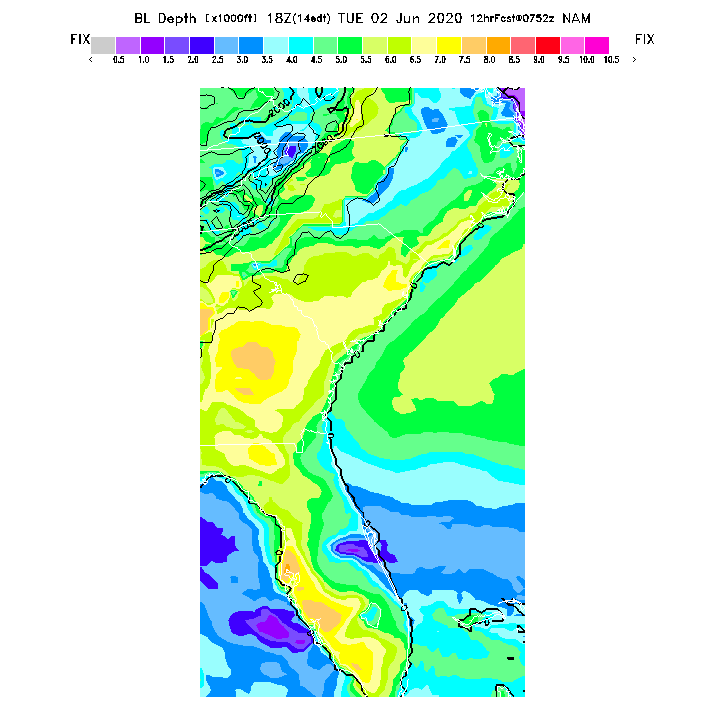 BL Depth [x1000ft] 18Z(14edt) TUE 02 Jun 2020 12hrFcst@0752z NAM
FIX FIX
< 0.5 1.0 1.5 2.0 2.5 3.0 3.5 4.0 4.5 5.0 5.5 6.0 6.5 7.0 7.5 8.0 8.5 9.0 9.5 10.0 10.5 >
2000